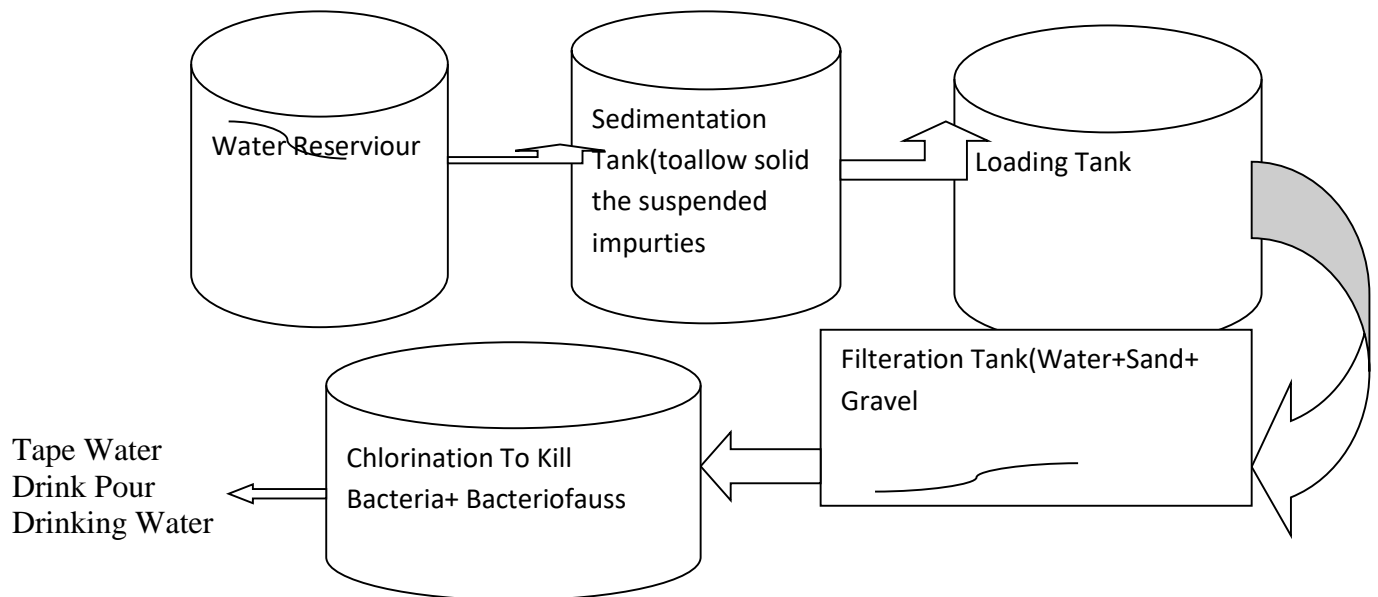 Water Reserviour
Sedimentation
Tank(toallow solid
the suspended
impurties
Loading Tank
Filteration Tank(Water+Sand+
Gravel
Chlorination To Kill
Bacteria+ Bacteriofauss
Tape Water
Drink Pour
Drinking Water